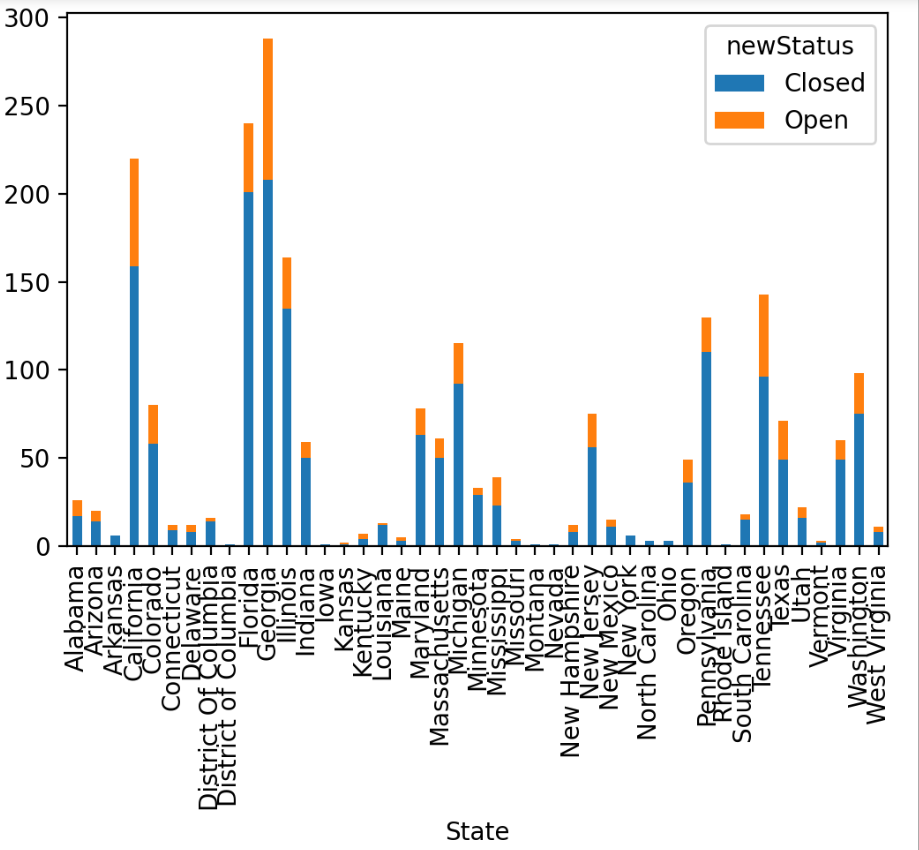 300
250
200
150
100
50
0
newStatus
Closed
Open
Alabama
Arizona
Arkansas
California
Colorado
Connecticut
Delaware
District Of Columbia
District of Columbia
Florida
Georgia
Illinois
Indiana
Iowa
Kansas
Kentucky
Louisiana
Maine
Maryland
Massachusetts
Michigan
Minnesota
Mississippi
Missouri
Montana
Nevada
New Hampshire
New Jersey
New Mexico
New York
North Carolina
Ohio
Oregon
Pennsylvania
Rhode Island
South Carolina
Tennessee
Texas
Utah
Vermont
Virginia
Washington
West Virginia
State